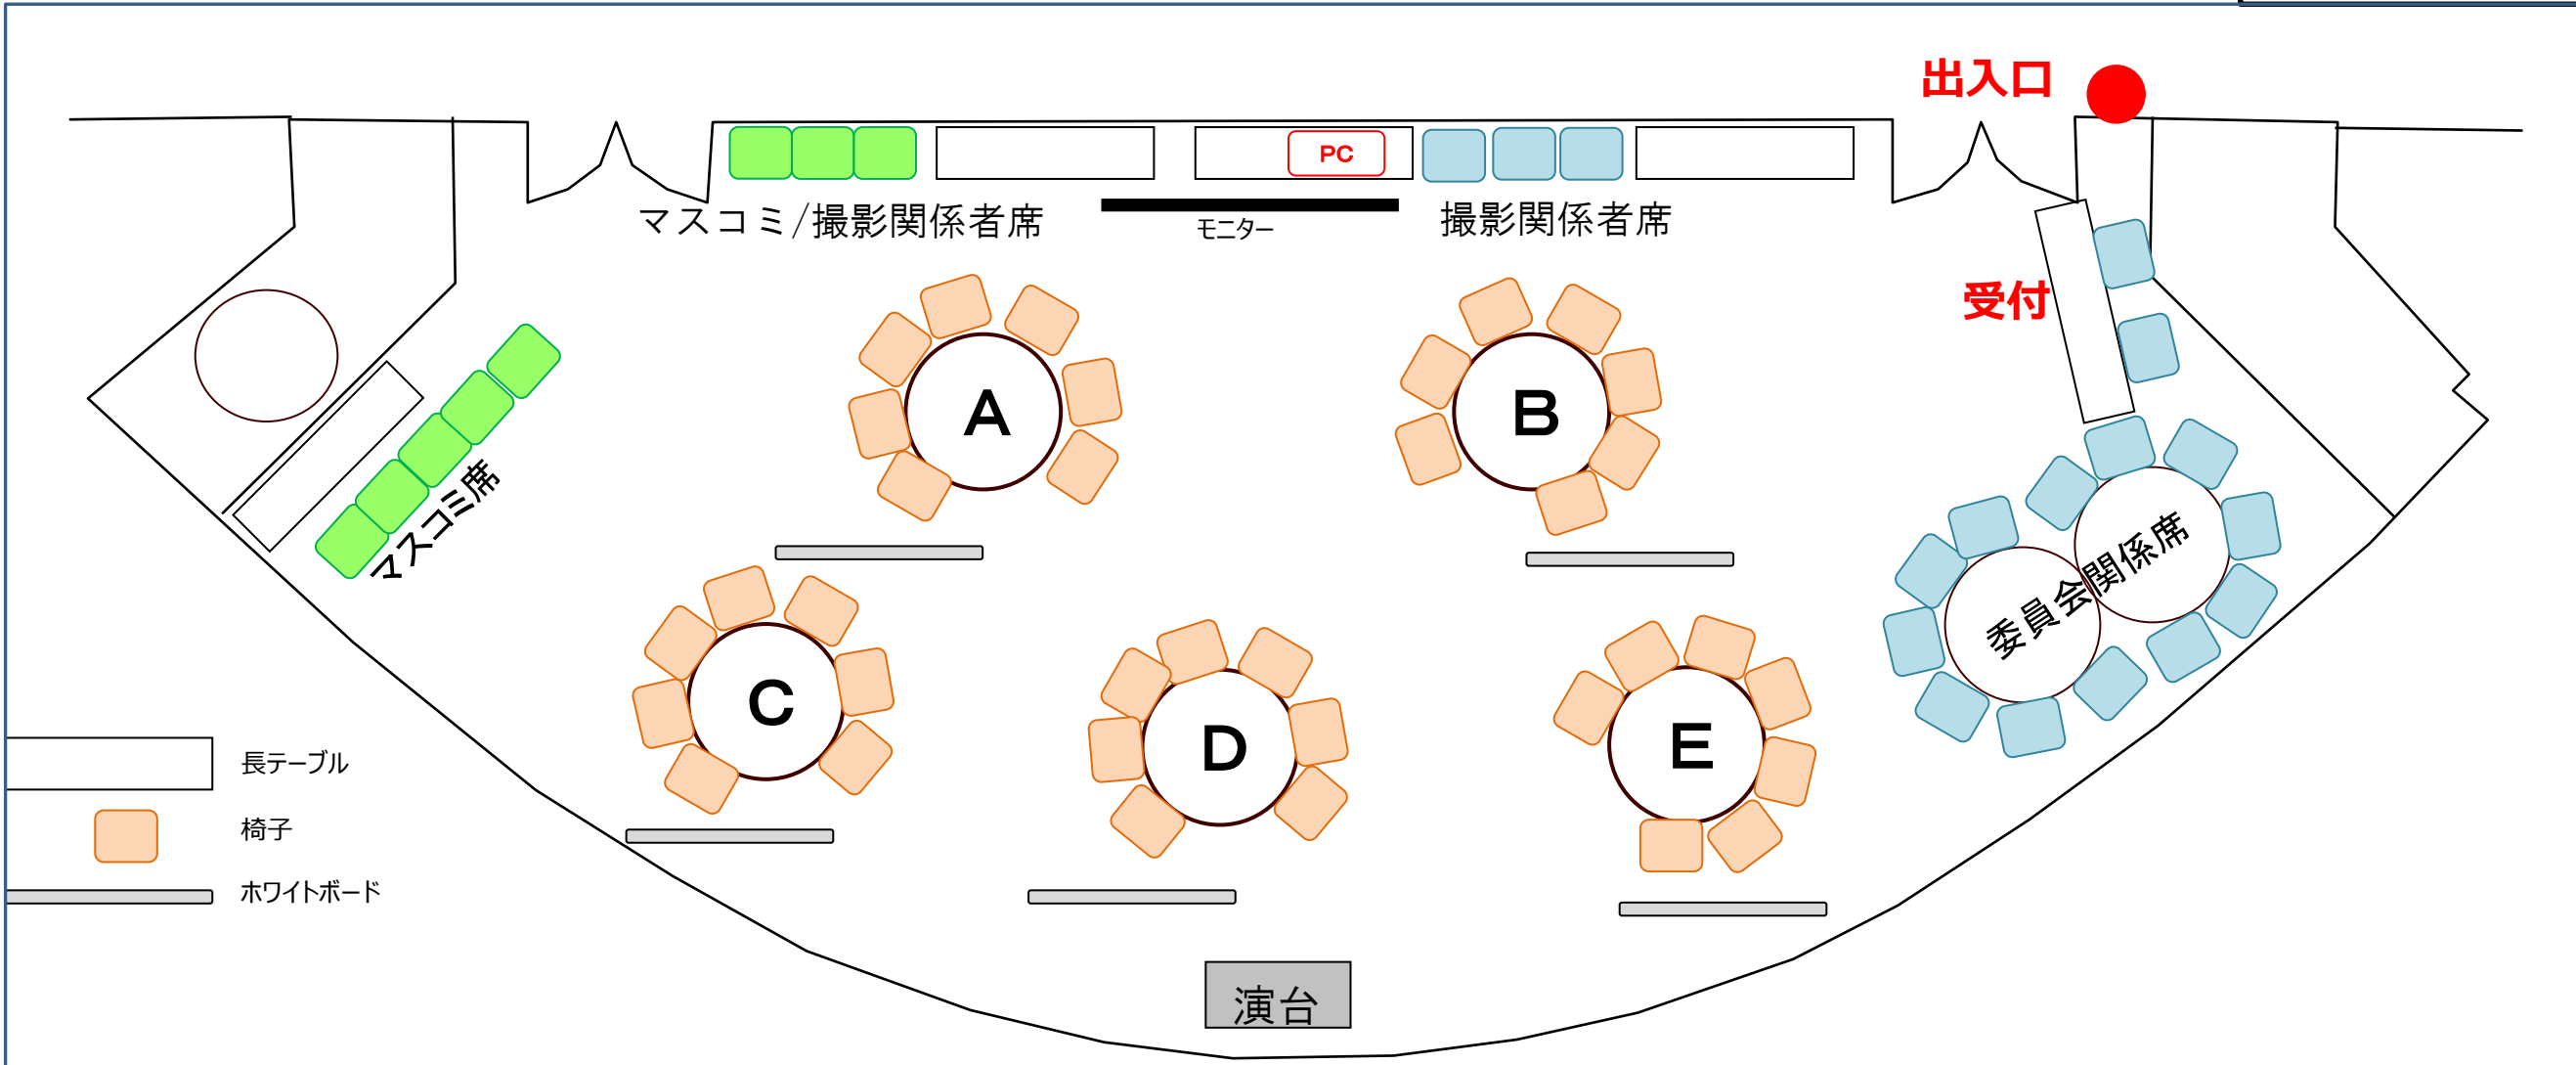 出入口
PC
マスコミ/撮影関係者席
モニター
撮影関係者席
受付
A
B
マスコミ席
委員会関係席
C
D
E
長テーブル
椅子
ホワイトボード
演台